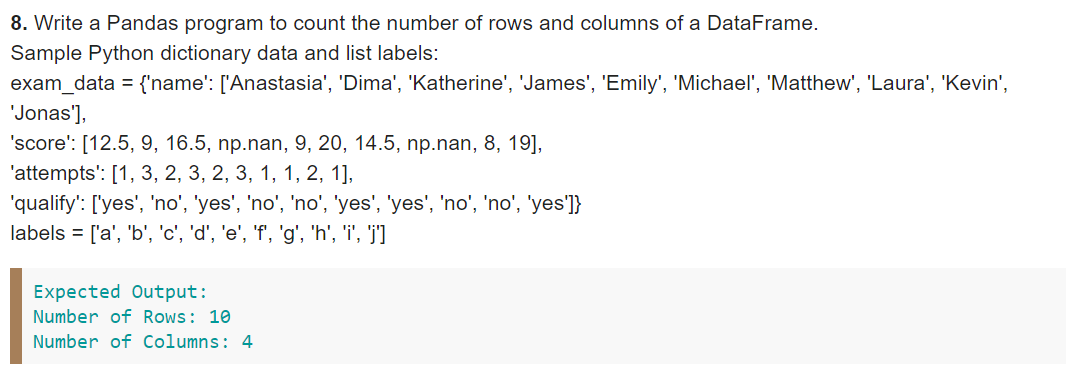 8. Write a Pandas program to count the number of rows and columns of a DataFrame.
Sample Python dictionary data and list labels:
exam_data = {'name': ['Anastasia', 'Dima', 'Katherine', 'James', 'Emily', 'Michael', 'Matthew', 'Laura', 'Kevin',
'Jonas'],
'score': [12.5, 9, 16.5, np.nan, 9, 20, 14.5, np.nan, 8, 19],
'attempts': [1, 3, 2, 3, 2, 3, 1, 1, 2, 1],
'qualify': ['yes', 'no', 'yes', 'no', 'no', 'yes', 'yes', 'no', 'no', 'yes']}
labels = ['a', 'b', 'c', 'd', 'e', 'f', 'g', 'h', 'i', 'j']
Expected Output:
Number of Rows: 10
Number of Columns: 4